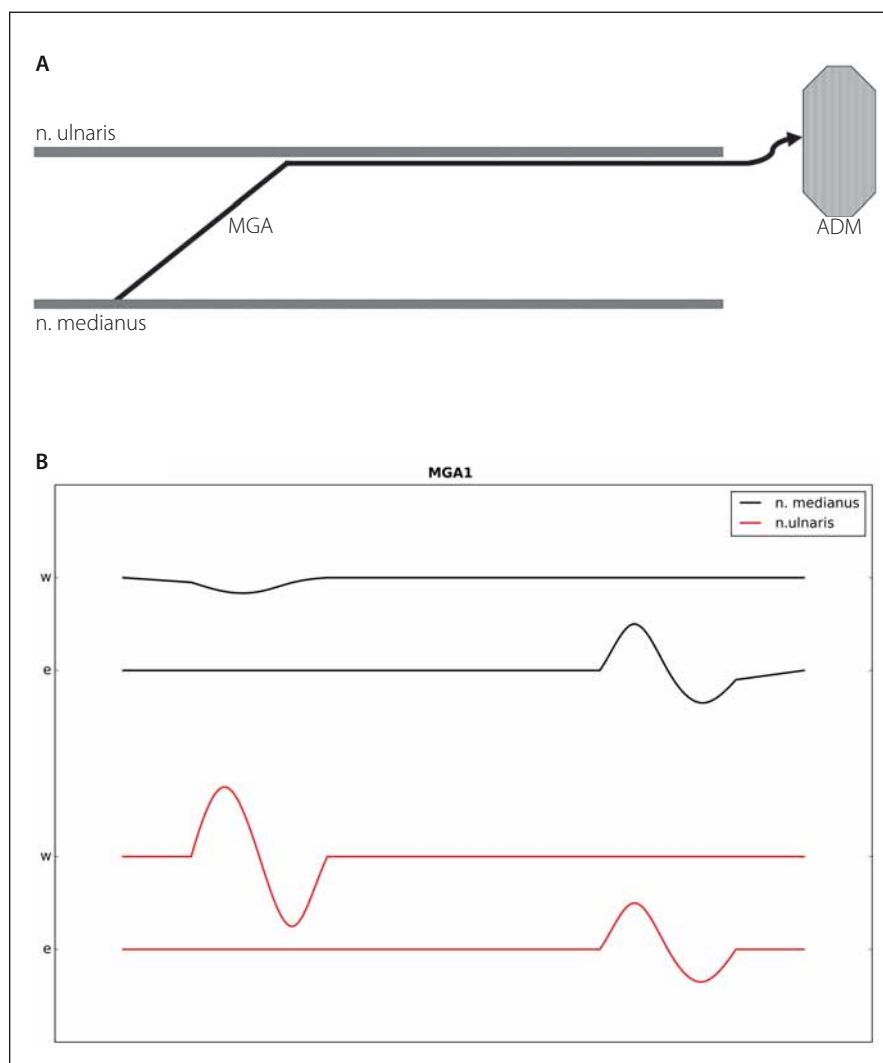 A
n. ulnaris
MGA
ADM
n. medianus
B
MGA1
n. medianus
n.ulnaris
w
e
w
e